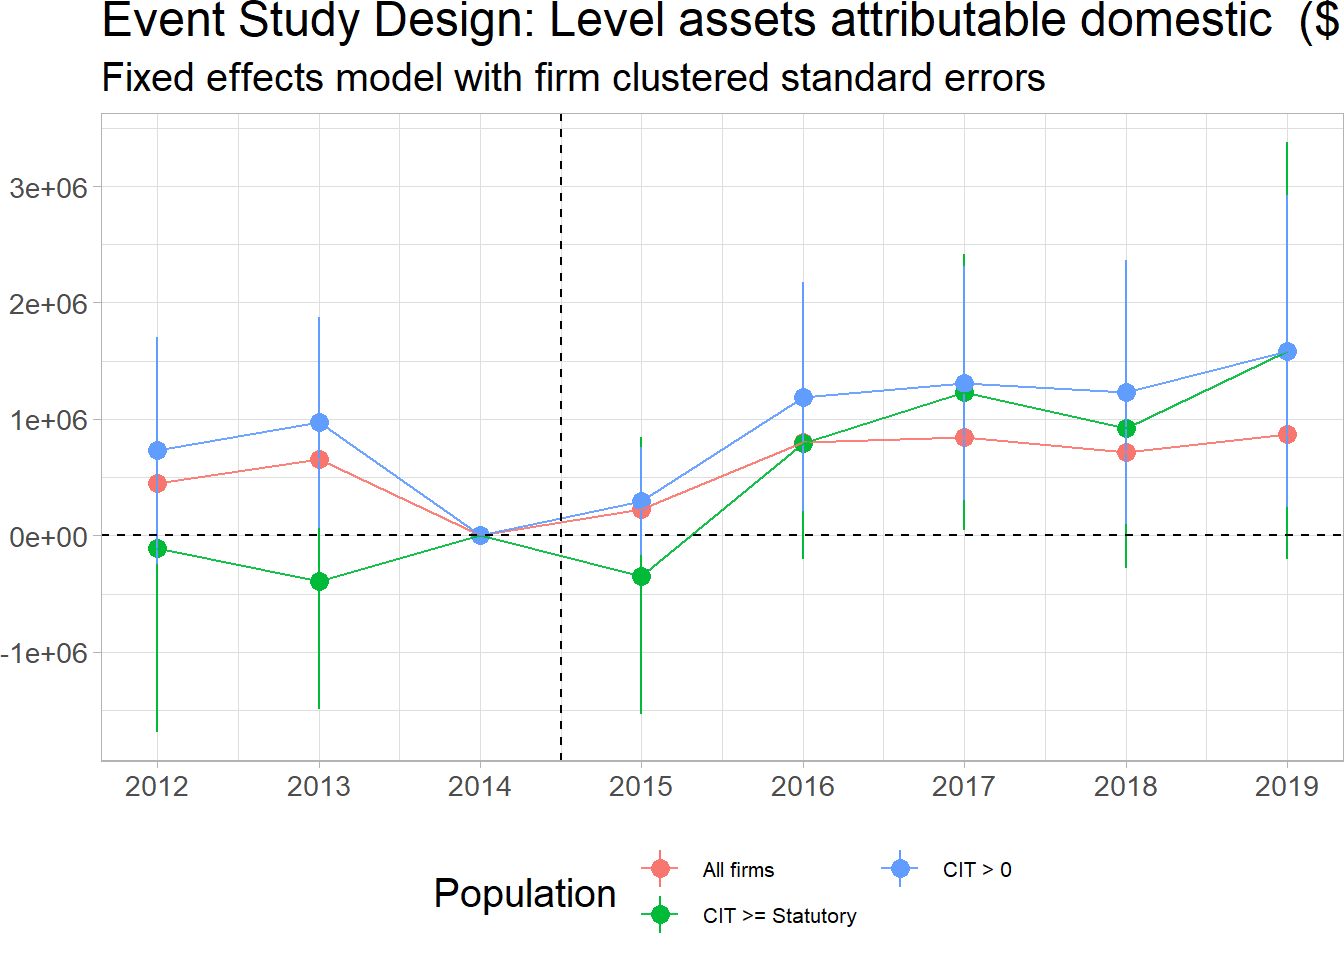 Event Study Design: Level assets attributable domestic ($
Fixed effects model with firm clustered standard errors
3e+06
2e+06
1e+06
0e+00
-1e+06
2012 2013 2014 2015 2016 2017 2018 2019
Population
All firms
CIT >= Statutory
CIT > 0